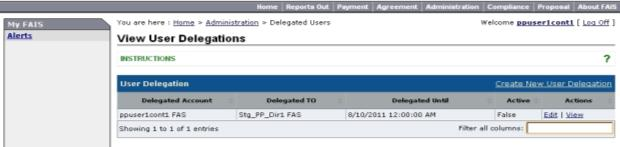 Home Reports Out Payment Agreement Administration Compliance Proposal About FAIS
My FAIS
Alerts
You are here : Home > Administration > Delegated Users
Welcome ppuser1cont1 [ Log Off ]
View User Delegations
INSTRUCTIONS ?
User Delegation Create New User Delegation
Delegated Account Delegated TO Delegated Until Active Actions
ppuser1cont1 FAS Stg_PP_Dir1 FAS 8/10/2011 12:00:00 AM False Edit | View
Showing 1 to 1 of 1 entries Filter all columns: